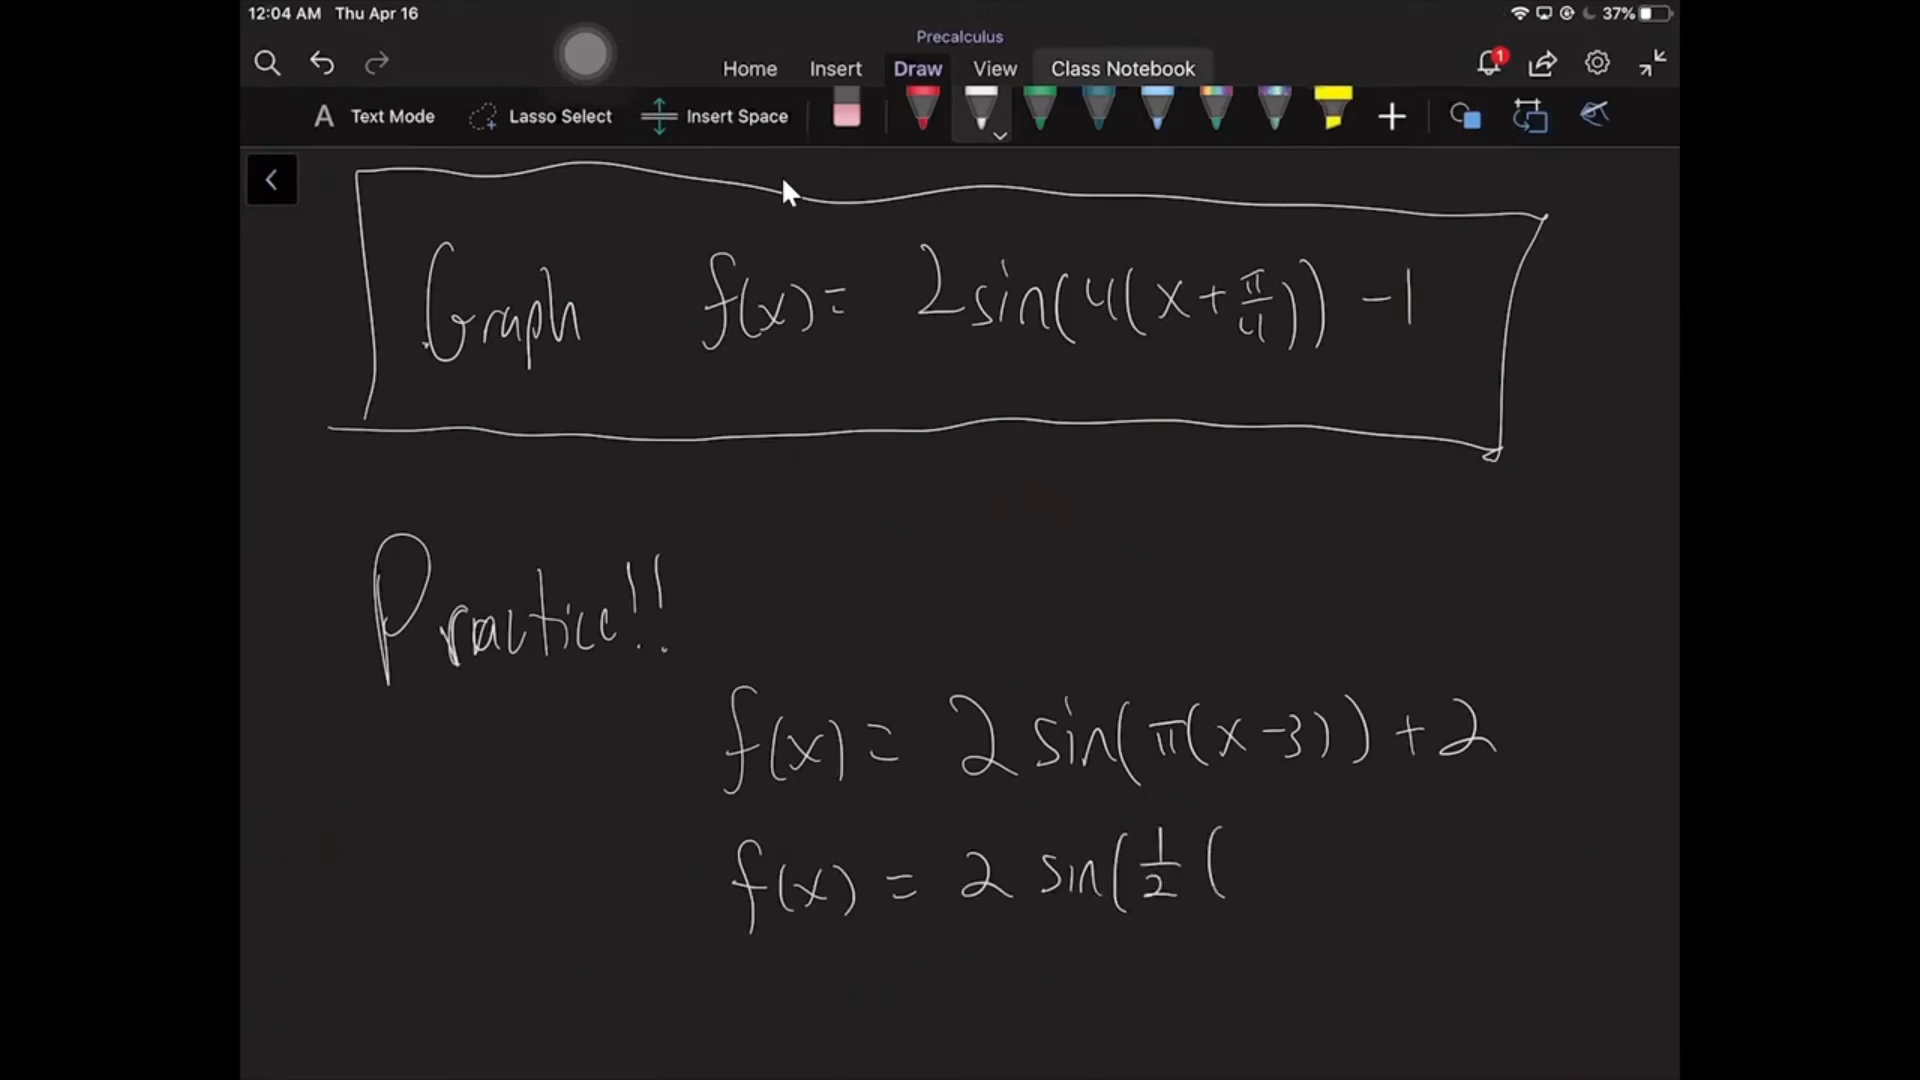 12:04 AM Thu Apr 16
37%
Precalculus
1
Home Insert Draw View Class Notebook
A Text Mode Lasso Select Insert Space
Graph f(x)= 2sin(4(x+π/4)) -1
Practice!!
f(x) = 2 sin(π(x-3)) + 2
f(x) = 2 sin(1/2 (